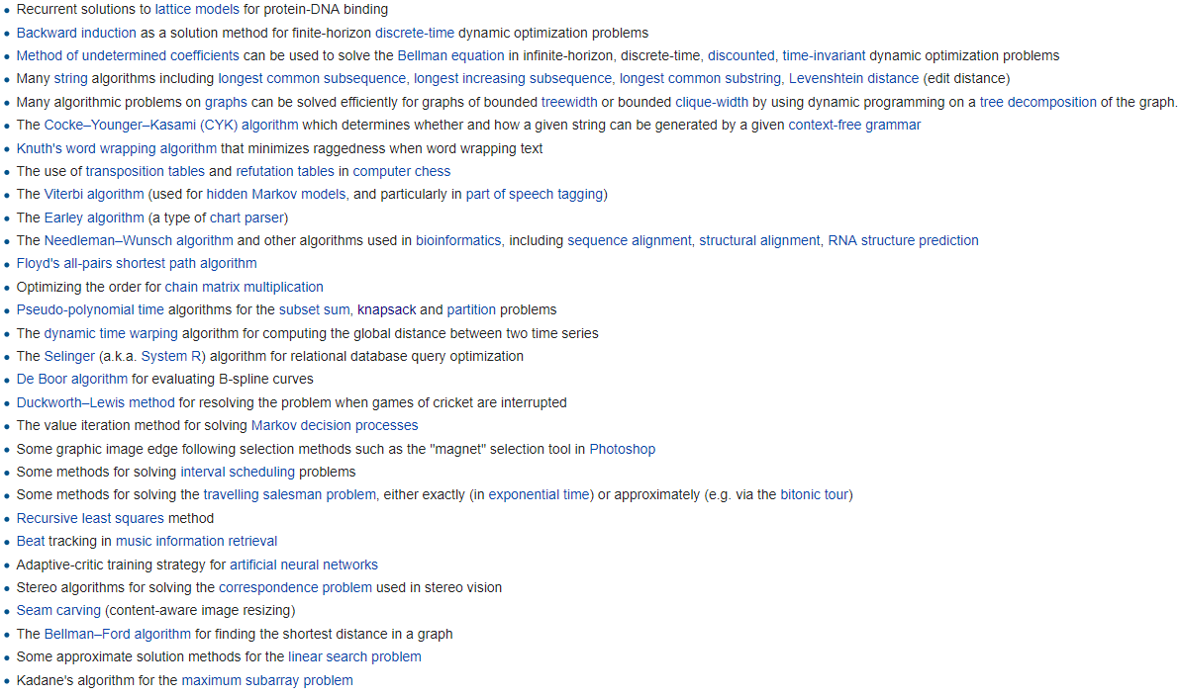 • Recurrent solutions to lattice models for protein-DNA binding
• Backward induction as a solution method for finite-horizon discrete-time dynamic optimization problems
• Method of undetermined coefficients can be used to solve the Bellman equation in infinite-horizon, discrete-time, discounted, time-invariant dynamic optimization problems
• Many string algorithms including longest common subsequence, longest increasing subsequence, longest common substring, Levenshtein distance (edit distance)
• Many algorithmic problems on graphs can be solved efficiently for graphs of bounded treewidth or bounded clique-width by using dynamic programming on a tree decomposition of the graph.
• The Cocke–Younger–Kasami (CYK) algorithm which determines whether and how a given string can be generated by a given context-free grammar
• Knuth's word wrapping algorithm that minimizes raggedness when word wrapping text
• The use of transposition tables and refutation tables in computer chess
• The Viterbi algorithm (used for hidden Markov models, and particularly in part of speech tagging)
• The Earley algorithm (a type of chart parser)
• The Needleman–Wunsch algorithm and other algorithms used in bioinformatics, including sequence alignment, structural alignment, RNA structure prediction
• Floyd's all-pairs shortest path algorithm
• Optimizing the order for chain matrix multiplication
• Pseudo-polynomial time algorithms for the subset sum, knapsack and partition problems
• The dynamic time warping algorithm for computing the global distance between two time series
• The Selinger (a.k.a. System R) algorithm for relational database query optimization
• De Boor algorithm for evaluating B-spline curves
• Duckworth–Lewis method for resolving the problem when games of cricket are interrupted
• The value iteration method for solving Markov decision processes
• Some graphic image edge following selection methods such as the "magnet" selection tool in Photoshop
• Some methods for solving interval scheduling problems
• Some methods for solving the travelling salesman problem, either exactly (in exponential time) or approximately (e.g. via the bitonic tour)
• Recursive least squares method
• Beat tracking in music information retrieval
• Adaptive-critic training strategy for artificial neural networks
• Stereo algorithms for solving the correspondence problem used in stereo vision
• Seam carving (content-aware image resizing)
• The Bellman–Ford algorithm for finding the shortest distance in a graph
• Some approximate solution methods for the linear search problem
• Kadane's algorithm for the maximum subarray problem